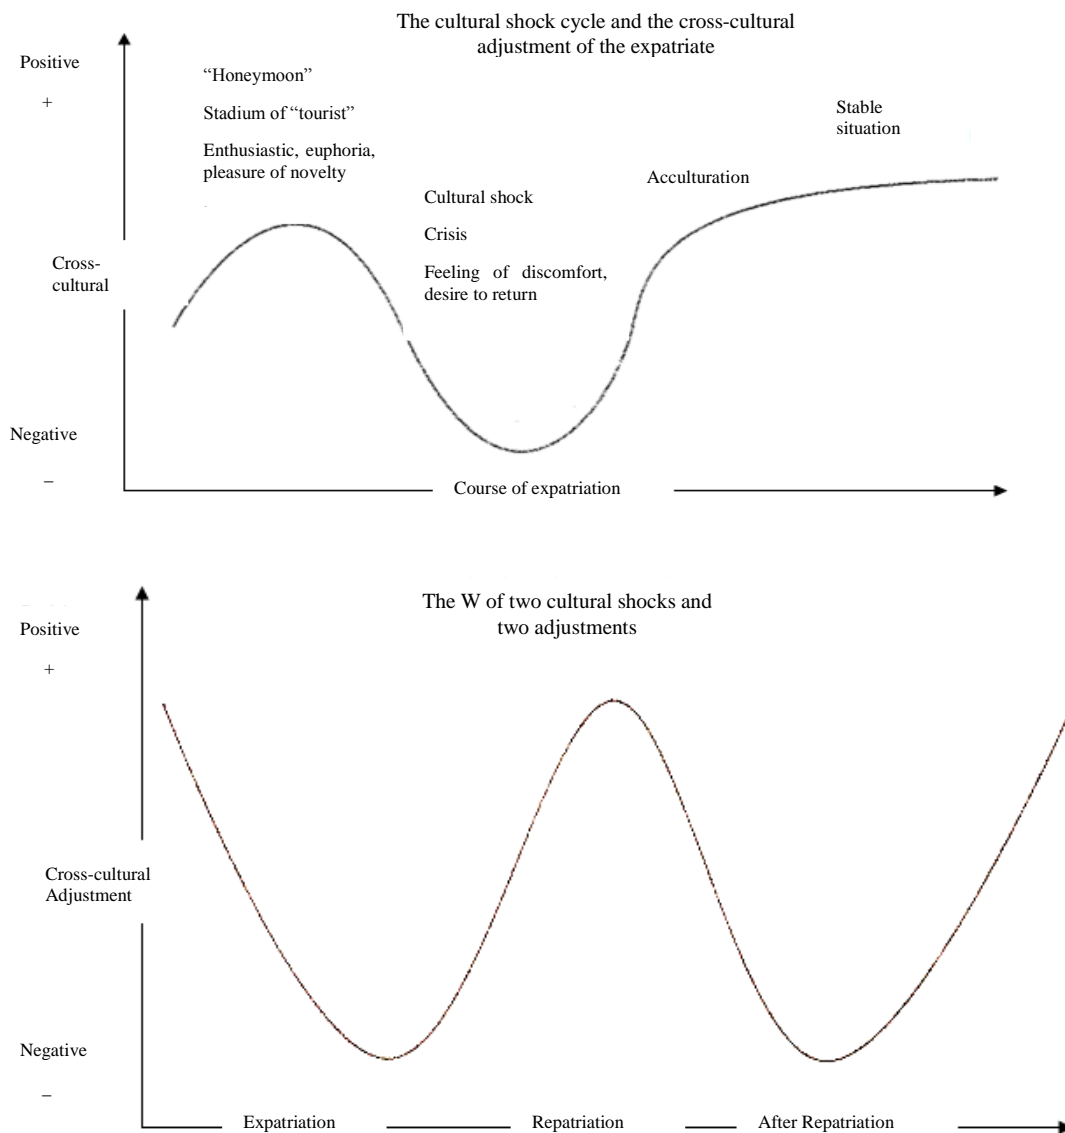 The cultural shock cycle and the cross-cultural
adjustment of the expatriate
Positive
+
“Honeymoon”
Stadium of “tourist”
Enthusiastic, euphoria,
pleasure of novelty
Stable
situation
Cultural shock
Crisis
Feeling of discomfort,
desire to return
Acculturation
Cross-
cultural
Negative
–
Course of expatriation
The W of two cultural shocks and
two adjustments
Positive
+
Cross-cultural
Adjustment
Negative
–
Expatriation
Repatriation
After Repatriation